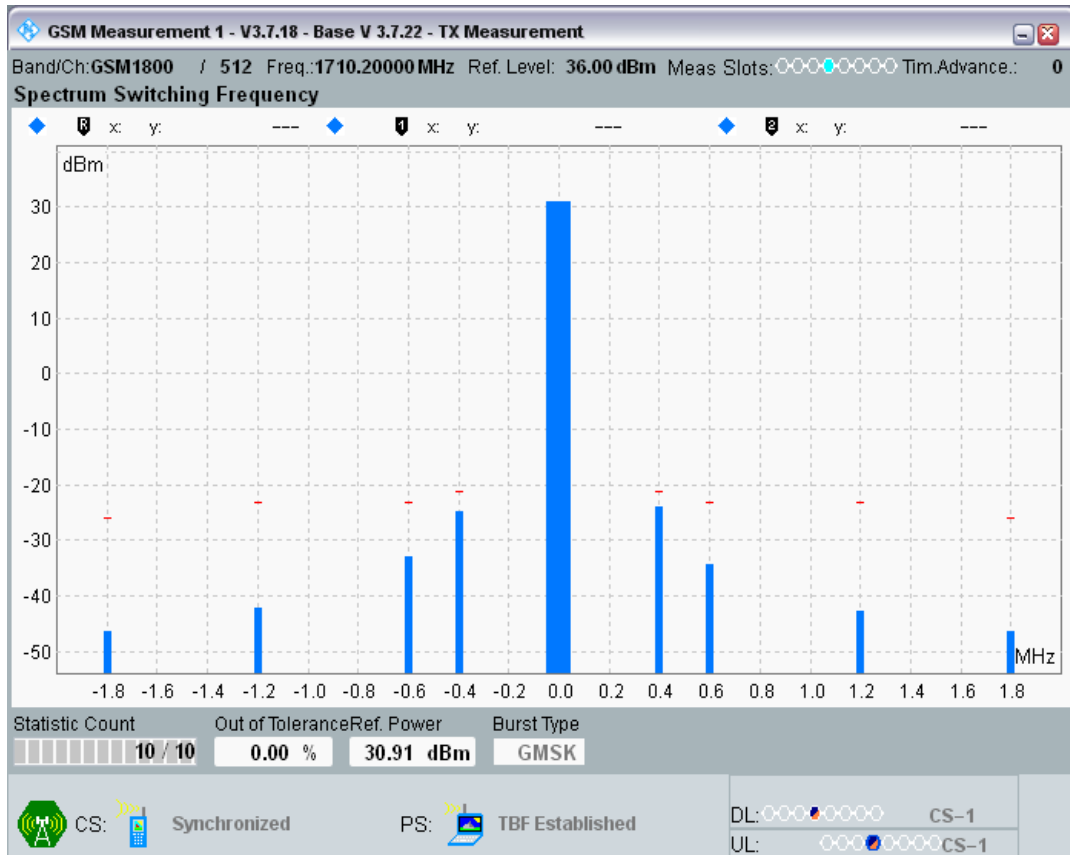 GSM Measurement 1 - V3.7.18 - Base V 3.7.22 - TX Measurement
Band/Ch:GSM1800 / 512 Freq.:1710.20000 MHz Ref. Level: 36.00 dBm Meas Slots: Tim.Advance.: 0
Spectrum Switching Frequency
R x: y: --- 1 x: y: --- 2 x: y: ---
dBm
30
20
10
0
-10
-20
-30
-40
-50
MHz
-1.8 -1.6 -1.4 -1.2 -1.0 -0.8 -0.6 -0.4 -0.2 0.0 0.2 0.4 0.6 0.8 1.0 1.2 1.4 1.6 1.8
Statistic Count Out of Tolerance Ref. Power Burst Type
10 / 10 0.00 % 30.91 dBm GMSK
CS: Synchronized PS: TBF Established DL: CS-1
UL: CS-1